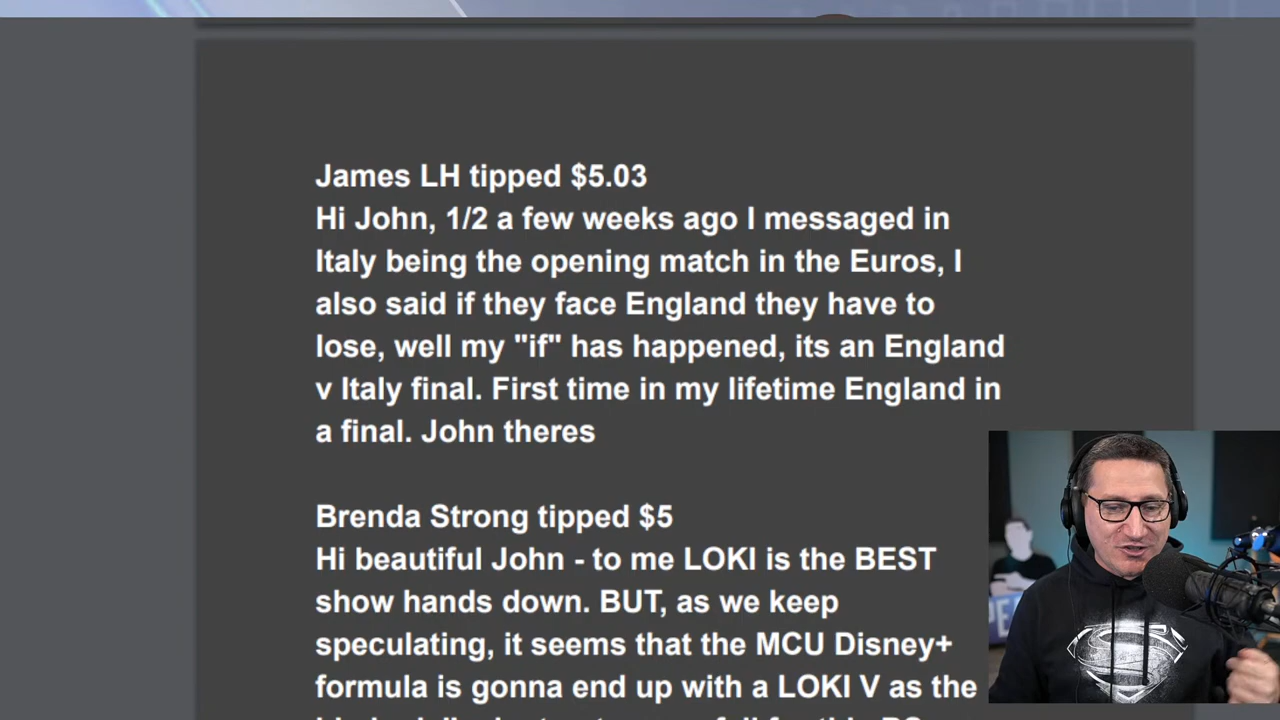 James LH tipped $5.03
Hi John, 1/2 a few weeks ago I messaged in
Italy being the opening match in the Euros, I
also said if they face England they have to
lose, well my "if" has happened, its an England
v Italy final. First time in my lifetime England in
a final. John theres
Brenda Strong tipped $5
Hi beautiful John - to me LOKI is the BEST
show hands down. BUT, as we keep
speculating, it seems that the MCU Disney+
formula is gonna end up with a LOKI V as the